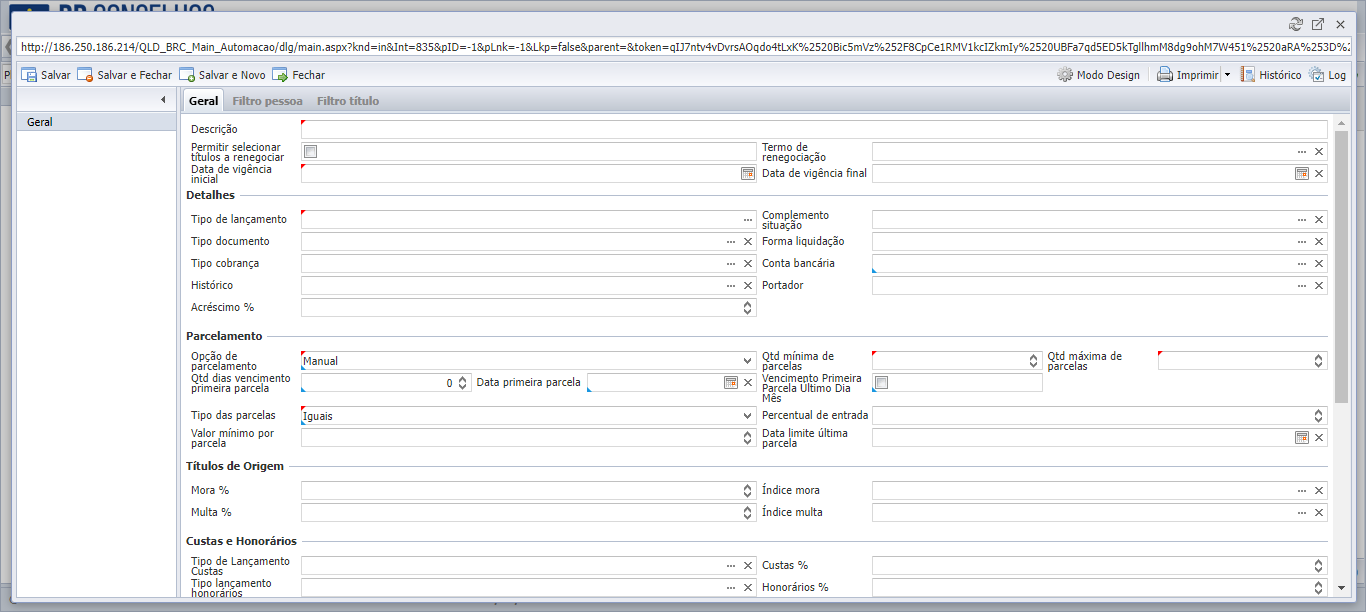 http://186.250.186.214/QLD_BRC_Main_Automacao/dlg/main.aspx?knd=in&Int=835&pID=-1&pLnk=-1&Lkp=false&parent=&token=qIJ7ntv4vDvrsAOqdo4tLxK%2520Bic5mVz%252F8CpCe1RMV1kcIZkmIy%2520UBFa7qd5ED5kTgllhmM8dg9ohM7W451%2520aRA%253D%2
Salvar Salvar e Fechar Salvar e Novo Fechar Modo Design Imprimir Histórico Log
Geral
Geral Filtro pessoa Filtro título
Descrição
Permitir selecionar
títulos a renegociar
Termo de
renegociação
Data de vigência
inicial
Data de vigência final
Detalhes
Tipo de lançamento
Complemento
situação
Tipo documento Forma liquidação
Tipo cobrança Conta bancária
Histórico Portador
Acréscimo %
Parcelamento
Opção de
parcelamento
Manual
Qtd mínima de
parcelas
Qtd máxima de
parcelas
Qtd dias vencimento
primeira parcela
0
Data primeira parcela
Vencimento Primeira
Parcela Último Dia
Mês
Tipo das parcelas Iguais Percentual de entrada
Valor mínimo por
parcela
Data limite última
parcela
Títulos de Origem
Mora % Índice mora
Multa % Índice multa
Custas e Honorários
Tipo de Lançamento
Custas
Custas %
Tipo lançamento
honorários
Honorários %